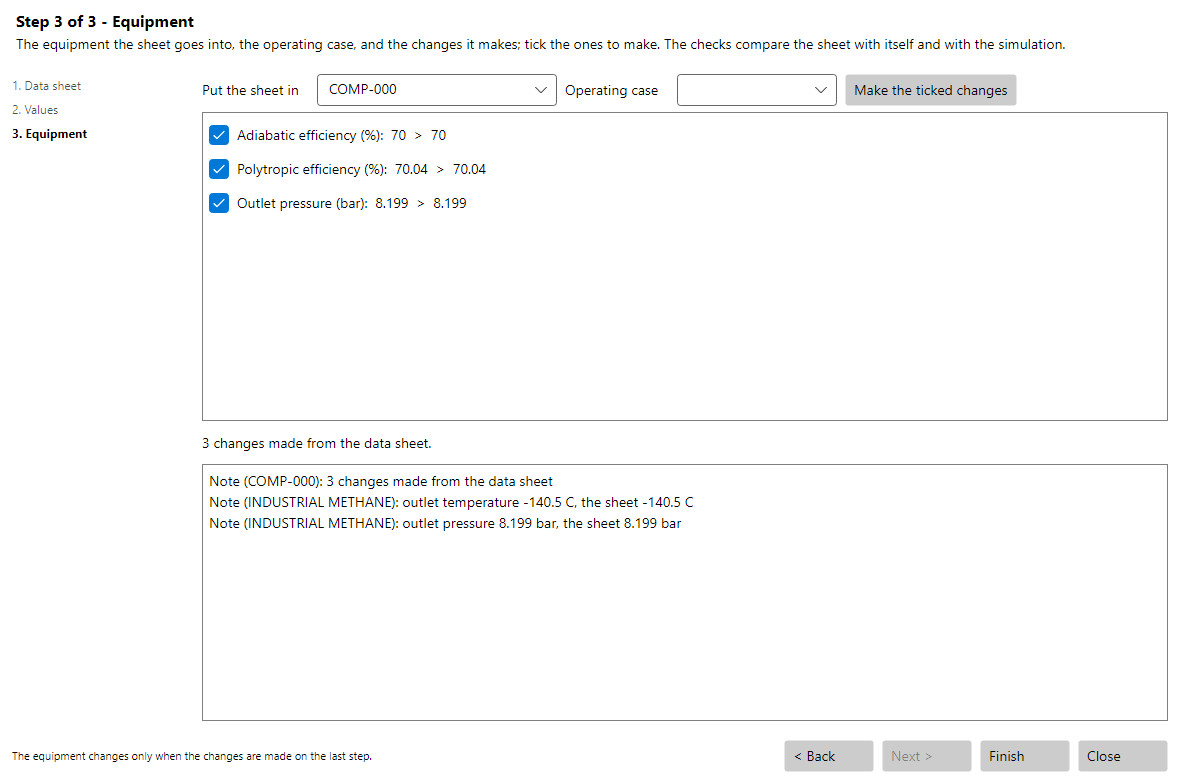 Step 3 of 3 - Equipment
The equipment the sheet goes into, the operating case, and the changes it makes; tick the ones to make. The checks compare the sheet with itself and with the simulation.
1. Data sheet
2. Values
3. Equipment
Put the sheet in COMP-000 Operating case Make the ticked changes
Adiabatic efficiency (%): 70 > 70
Polytropic efficiency (%): 70.04 > 70.04
Outlet pressure (bar): 8.199 > 8.199
3 changes made from the data sheet.
Note (COMP-000): 3 changes made from the data sheet
Note (INDUSTRIAL METHANE): outlet temperature -140.5 C, the sheet -140.5 C
Note (INDUSTRIAL METHANE): outlet pressure 8.199 bar, the sheet 8.199 bar
The equipment changes only when the changes are made on the last step.
< Back Next > Finish Close